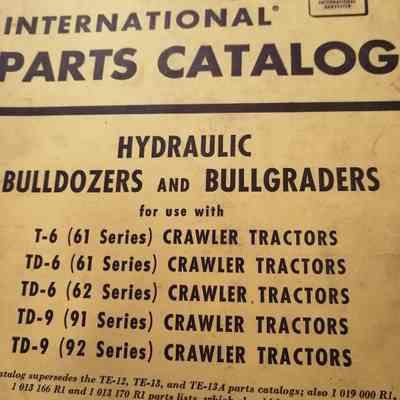 INTERNATIONAL
HARVESTER
INTERNATIONAL®
PARTS CATALOG
HYDRAULIC
BULLDOZERS AND BULLGRADERS
for use with
T-6 (61 Series) CRAWLER TRACTORS
TD-6 (61 Series) CRAWLER TRACTORS
TD-6 (62 Series) CRAWLER TRACTORS
TD-9 (91 Series) CRAWLER TRACTORS
TD-9 (92 Series) CRAWLER TRACTORS
catalog supersedes the TE-12, TE-13, and TE-13A parts catalogs; also 1 019 000 R1,
1 013 166 R1 and 1 013 170 R1 parts lists, which